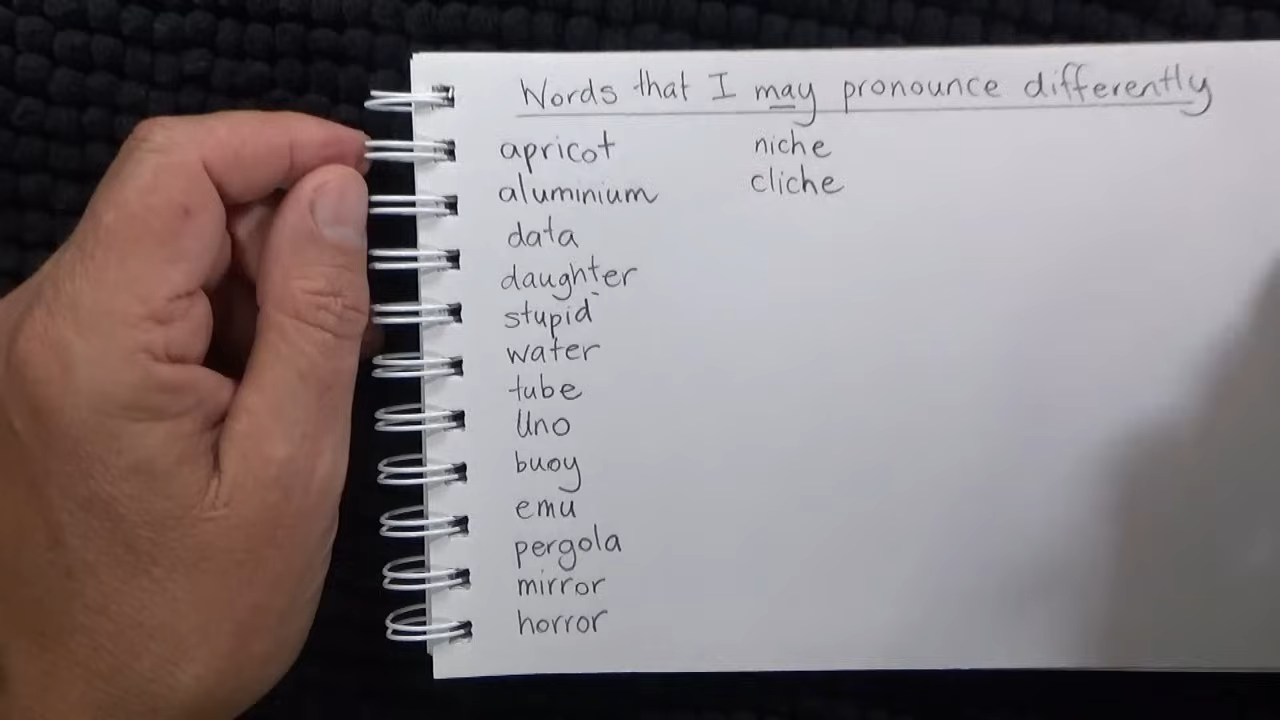 Words that I may pronounce differently
apricot
aluminium
data
daughter
stupid
water
tube
Uno
buoy
emu
pergola
mirror
horror
niche
cliche